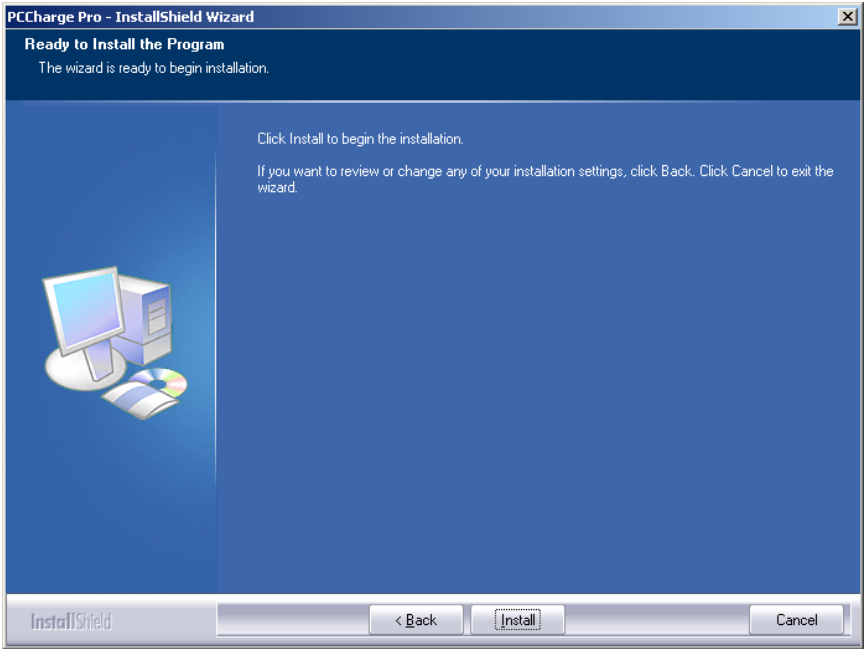 PCCharge Pro - InstallShield Wizard
Ready to Install the Program
The wizard is ready to begin installation.
Click Install to begin the installation.
If you want to review or change any of your installation settings, click Back. Click Cancel to exit the
wizard.
InstallShield
< Back
Install
Cancel